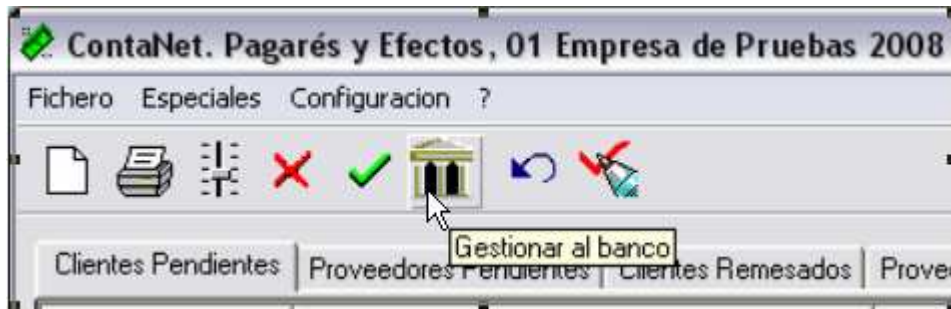 ContaNet. Pagarés y Efectos, 01 Empresa de Pruebas 2008
Fichero Especiales Configuracion ?
Gestionar al banco
Clientes Pendientes Proveedores Pendientes Clientes Remesados Prove